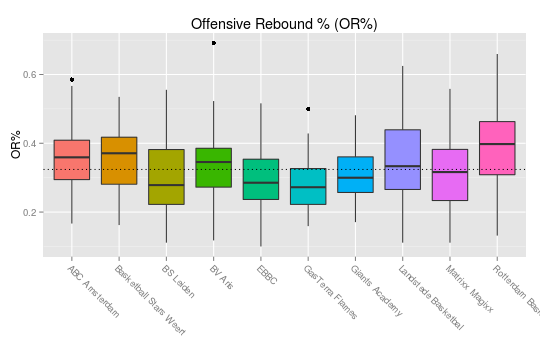 Offensive Rebound % (OR%)
OR%
0.6
0.4
0.2
ABC Amsterdam
Basketball Stars Weert
BS Leiden
BV Aris
EBBC
GasTerra Flames
Giants Academy
Landstede Basketbal
Matrixx Magixx
Rotterdam Bas